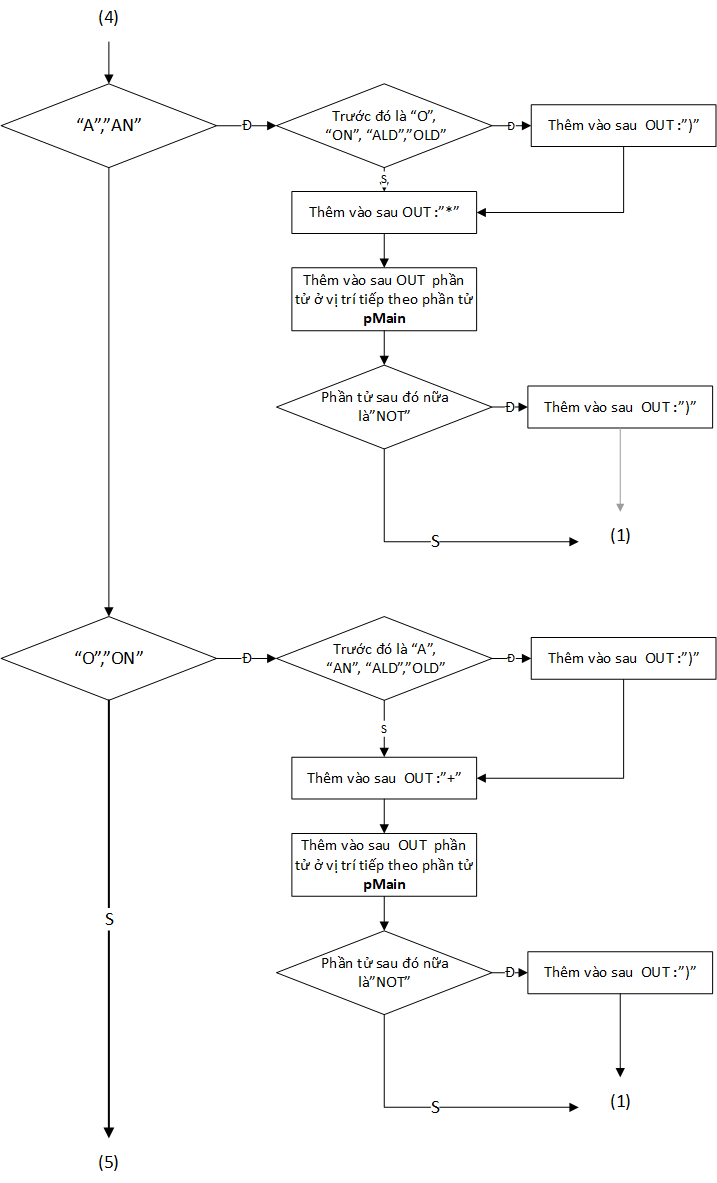 (4)
“A”,”AN”
Đ
Trước đó là “O”,
“ON”, “ALD”,”OLD”
Đ
Thêm vào sau OUT :”)”
S,
Thêm vào sau OUT :”*”
Thêm vào sau OUT phần
tử ở vị trí tiếp theo phần tử
pMain
Phần tử sau đó nữa
là”NOT”
Đ
Thêm vào sau OUT :”)”
(1)
S
“O”,”ON”
Đ
Trước đó là “A”,
“AN”, “ALD”,”OLD”
Đ
Thêm vào sau OUT :”)”
S
Thêm vào sau OUT :”+”
Thêm vào sau OUT phần
tử ở vị trí tiếp theo phần tử
pMain
S
Phần tử sau đó nữa
là”NOT”
Đ
Thêm vào sau OUT :”)”
(1)
S
(5)